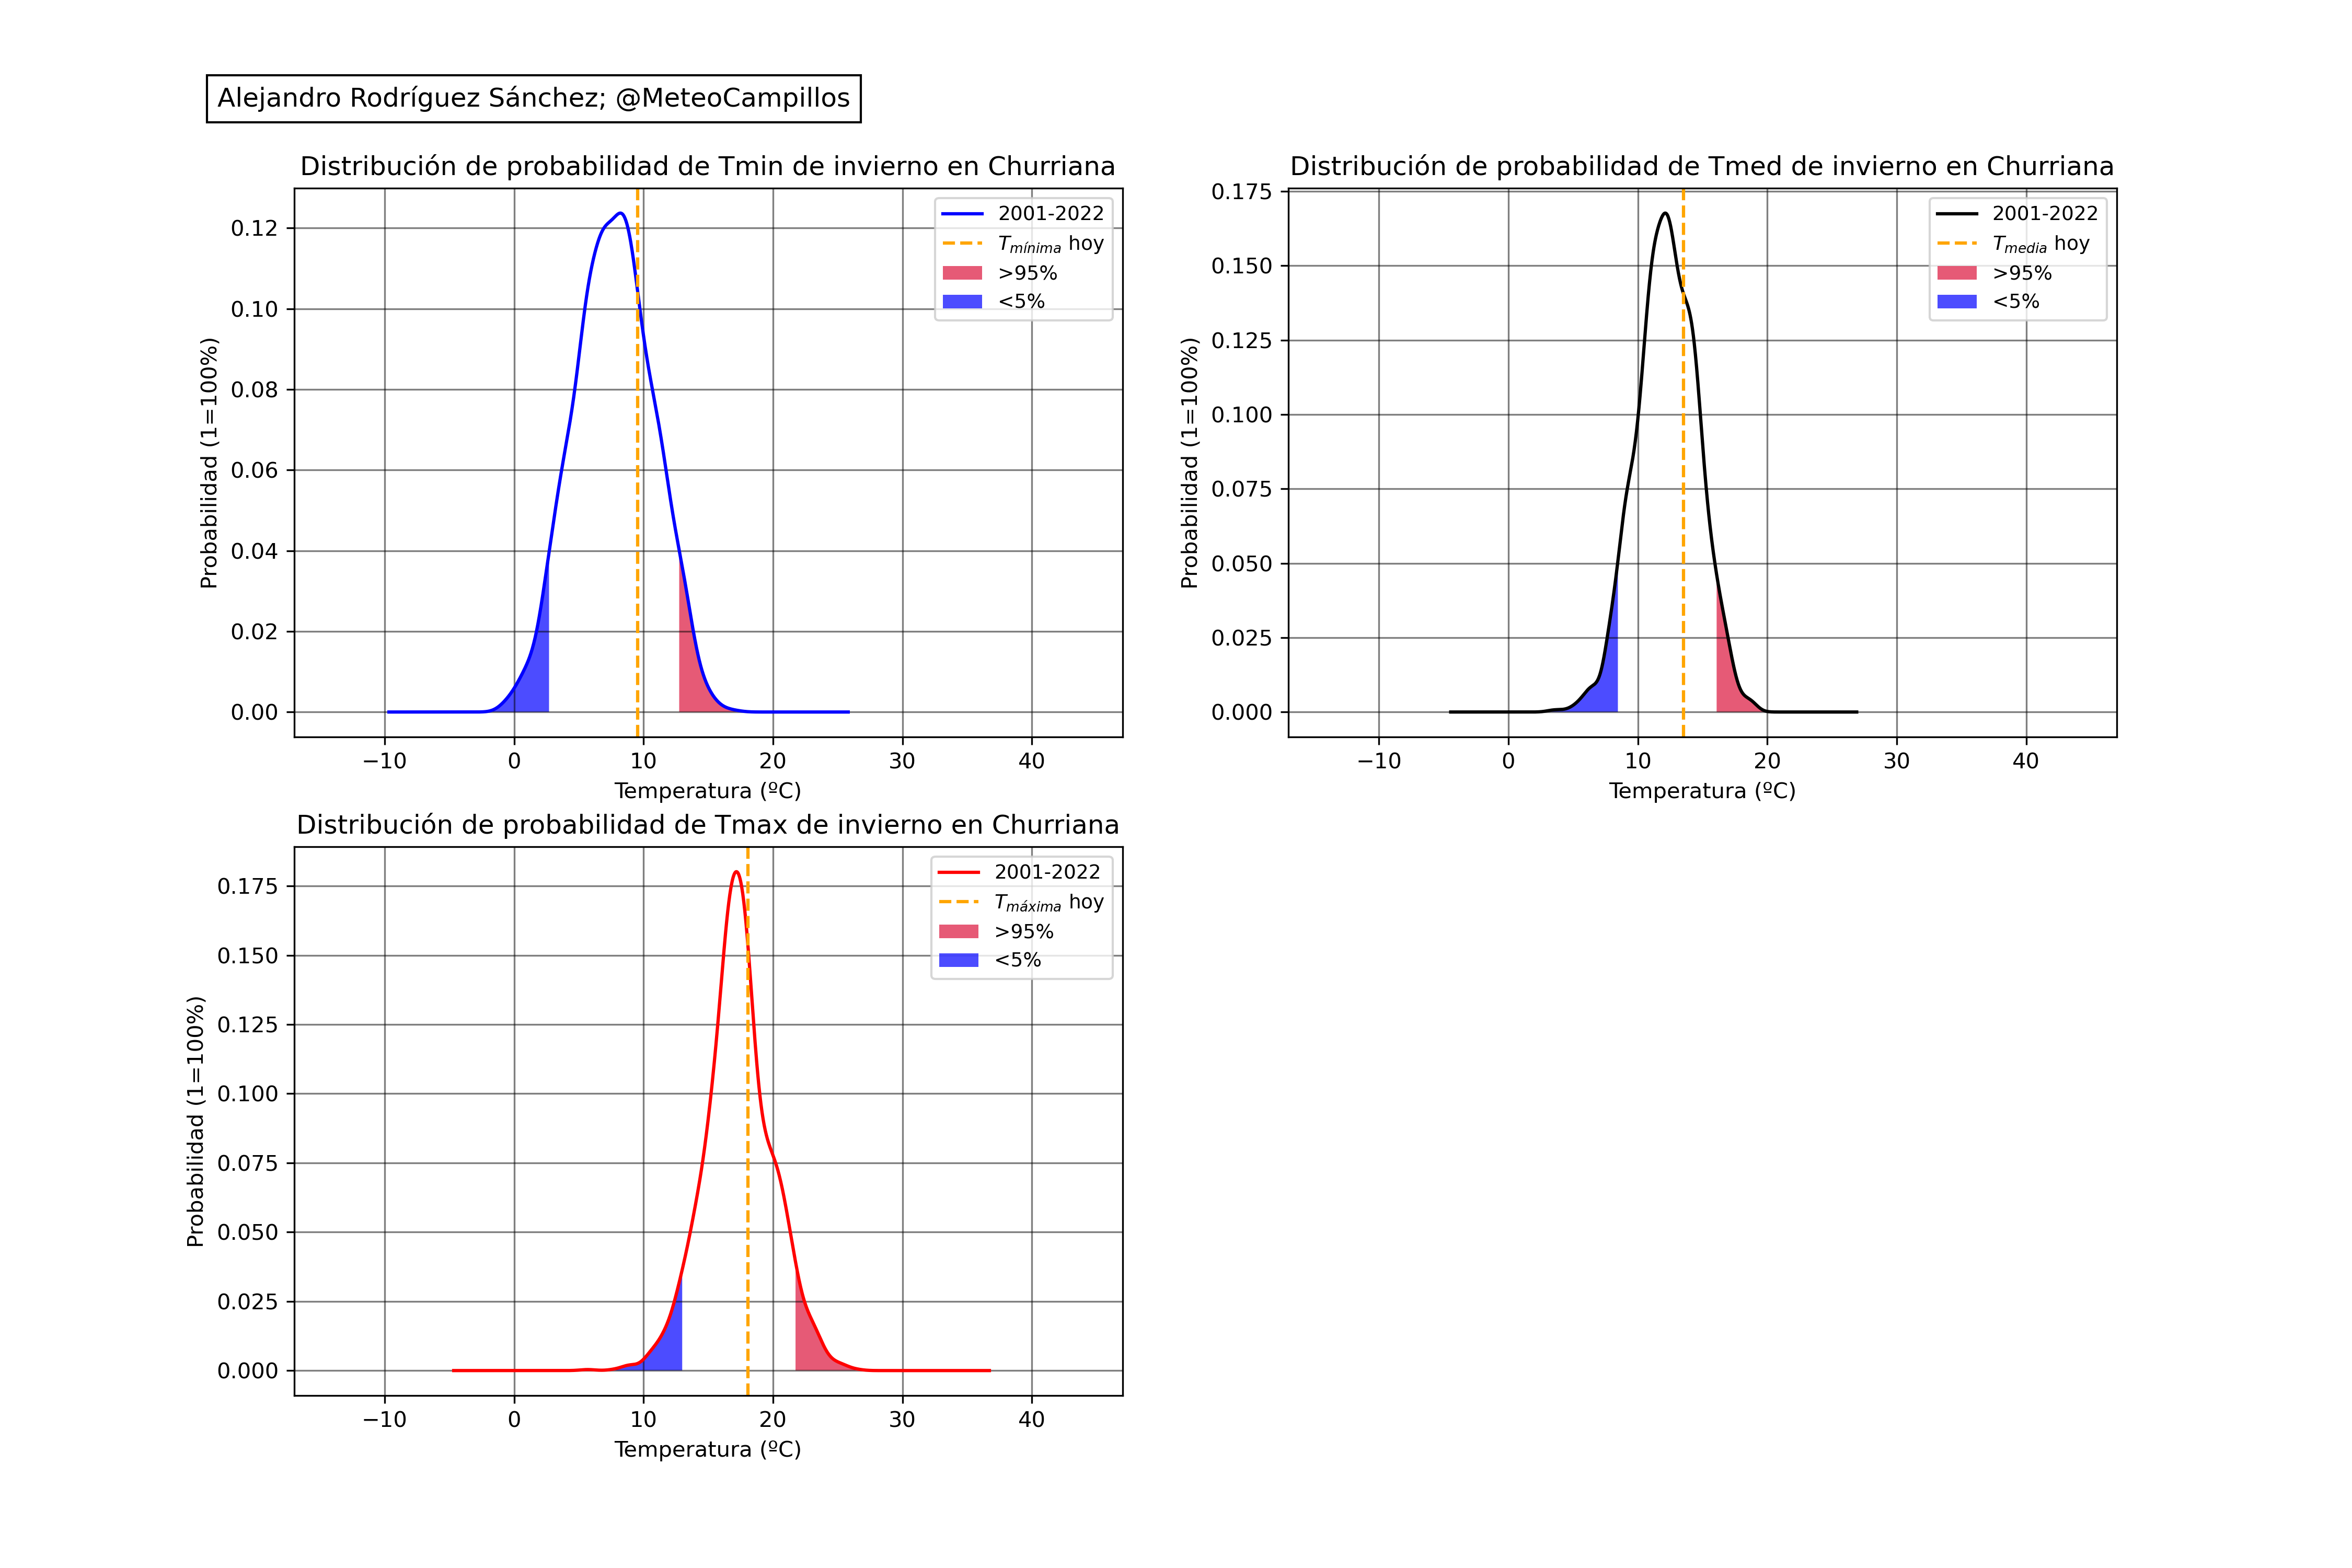 Alejandro Rodríguez Sánchez; @MeteoCampillos
Distribución de probabilidad de Tmin de invierno en Churriana
Probabilidad (1=100%)
0.12
0.10
0.08
0.06
0.04
0.02
0.00
2001-2022
Tmínima hoy
>95%
<5%
−10 0 10 20 30 40
Temperatura (ºC)
Distribución de probabilidad de Tmed de invierno en Churriana
Probabilidad (1=100%)
0.175
0.150
0.125
0.100
0.075
0.050
0.025
0.000
2001-2022
Tmedia hoy
>95%
<5%
−10 0 10 20 30 40
Temperatura (ºC)
Distribución de probabilidad de Tmax de invierno en Churriana
Probabilidad (1=100%)
0.175
0.150
0.125
0.100
0.075
0.050
0.025
0.000
2001-2022
Tmáxima hoy
>95%
<5%
−10 0 10 20 30 40
Temperatura (ºC)